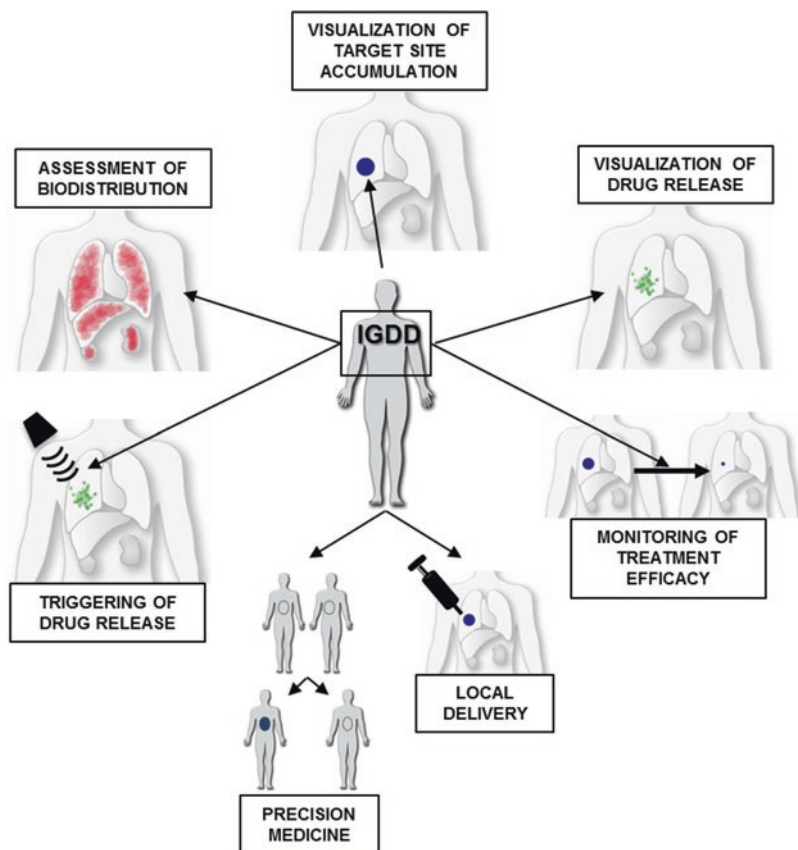 VISUALIZATION OF
TARGET SITE
ACCUMULATION
ASSESSMENT OF
BIODISTRIBUTION
VISUALIZATION OF
DRUG RELEASE
IGDD
TRIGGERING OF
DRUG RELEASE
MONITORING OF
TREATMENT
EFFICACY
LOCAL
DELIVERY
PRECISION
MEDICINE